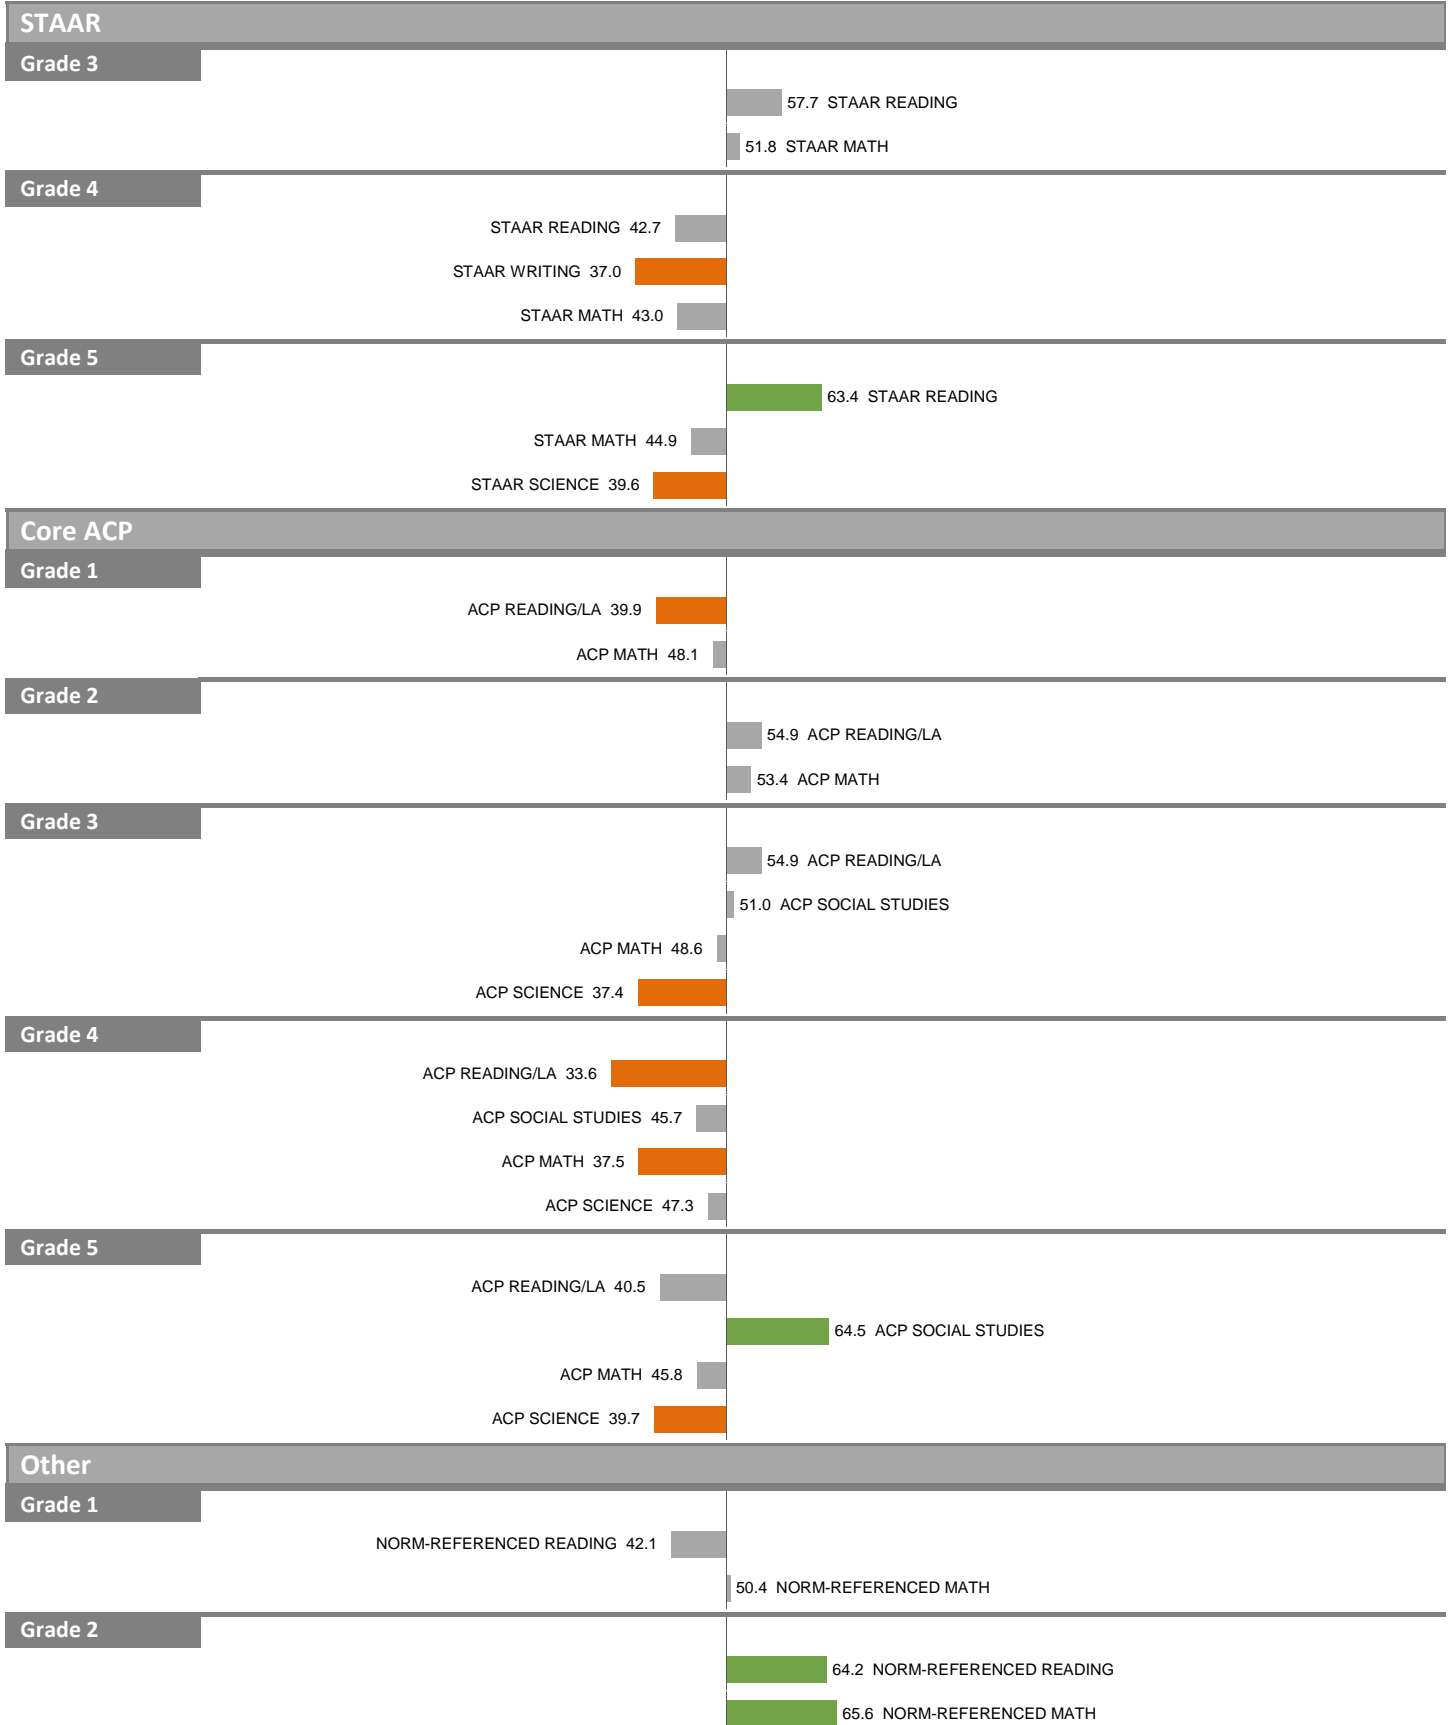 STAAR
Grade 3
57.7 STAAR READING
51.8 STAAR MATH
Grade 4
STAAR READING 42.7
STAAR WRITING 37.0
STAAR MATH 43.0
Grade 5
63.4 STAAR READING
STAAR MATH 44.9
STAAR SCIENCE 39.6
Core ACP
Grade 1
ACP READING/LA 39.9
ACP MATH 48.1
Grade 2
54.9 ACP READING/LA
53.4 ACP MATH
Grade 3
54.9 ACP READING/LA
51.0 ACP SOCIAL STUDIES
ACP MATH 48.6
ACP SCIENCE 37.4
Grade 4
ACP READING/LA 33.6
ACP SOCIAL STUDIES 45.7
ACP MATH 37.5
ACP SCIENCE 47.3
Grade 5
ACP READING/LA 40.5
64.5 ACP SOCIAL STUDIES
ACP MATH 45.8
ACP SCIENCE 39.7
Other
Grade 1
NORM-REFERENCED READING 42.1
50.4 NORM-REFERENCED MATH
Grade 2
64.2 NORM-REFERENCED READING
65.6 NORM-REFERENCED MATH